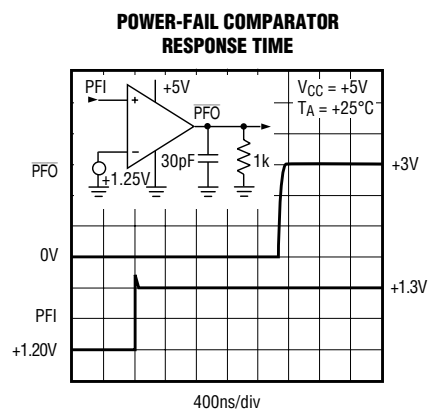 POWER-FAIL COMPARATOR
RESPONSE TIME
PFI
+
+5V
PFO
VCC = +5V
TA = +25°C
–
30pF
1k
+1.25V
PFO
+3V
0V
+1.3V
PFI
+1.20V
400ns/div